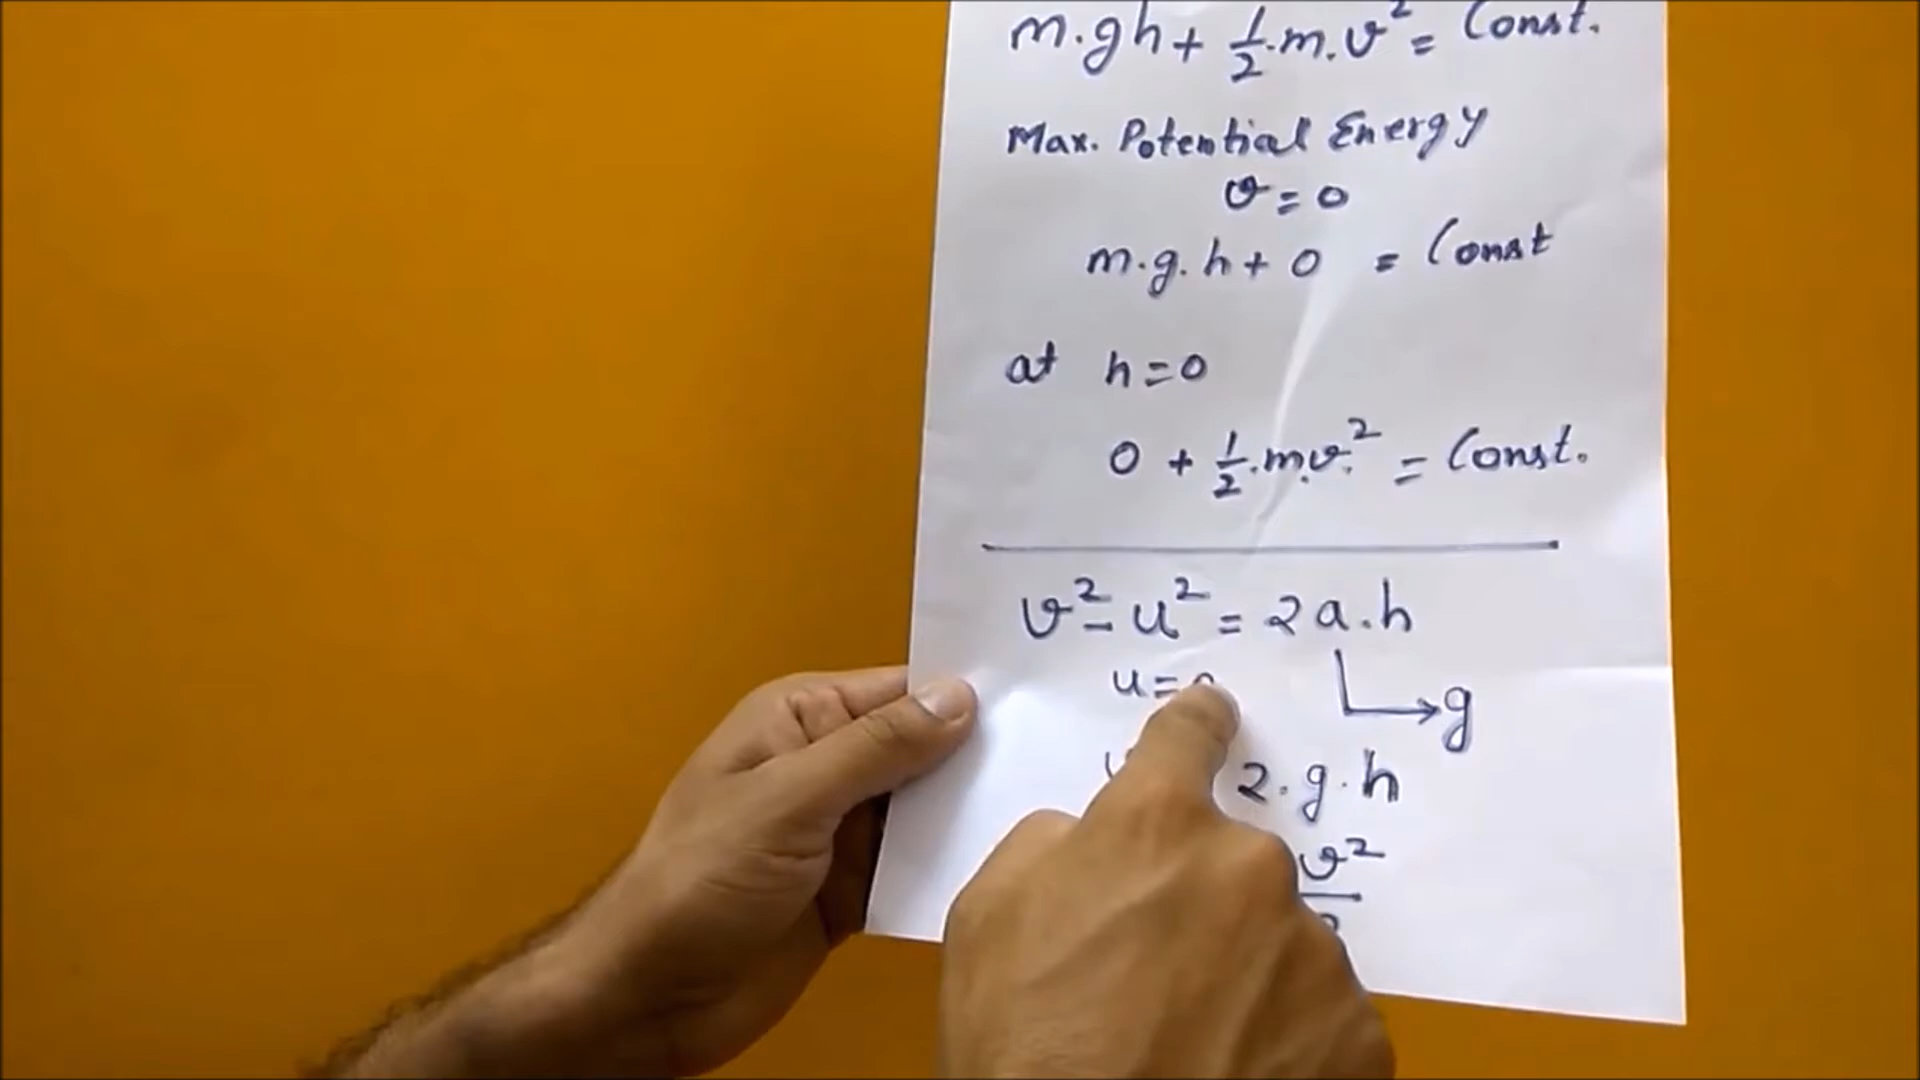 m.gh + 1/2.m.v² = Const.
Max. Potential Energy
v = 0
m.g.h + 0 = Const
at h = 0
0 + 1/2.m.v.² = Const.
v² - u² = 2a.h
u =
g
2.g.h
v²